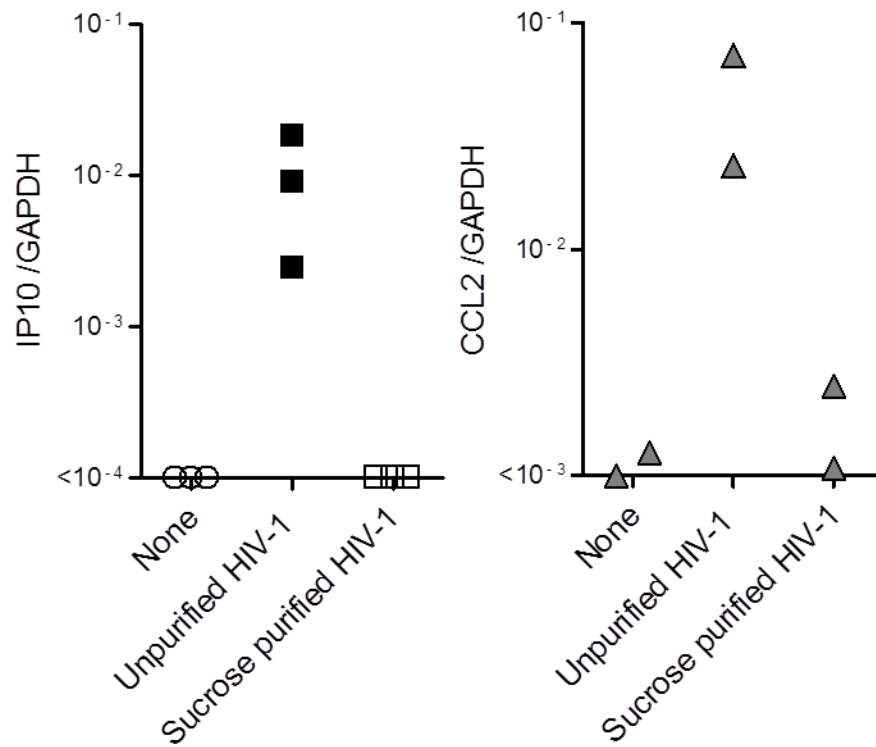 IP10 /GAPDH
10⁻¹
10⁻²
10⁻³
<10⁻⁴
None
Unpurified HIV-1
Sucrose purified HIV-1
CCL2 /GAPDH
10⁻¹
10⁻²
<10⁻³
None
Unpurified HIV-1
Sucrose purified HIV-1